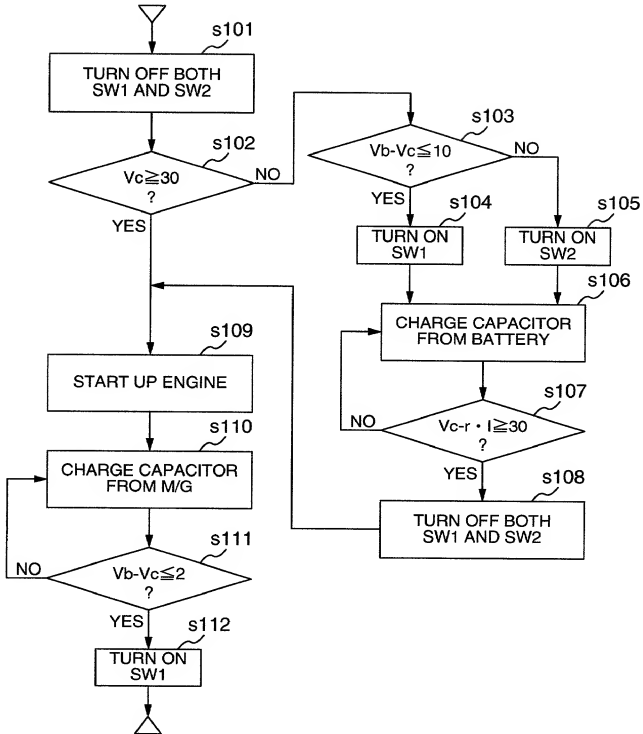 s101
TURN OFF BOTH
SW1 AND SW2
s102
Vc≧30
?
NO
YES
s103
Vb-Vc≦10
?
NO
YES
s104
TURN ON
SW1
s105
TURN ON
SW2
s106
CHARGE CAPACITOR
FROM BATTERY
s107
Vc-r・I≧30
?
NO
YES
s108
TURN OFF BOTH
SW1 AND SW2
s109
START UP ENGINE
s110
CHARGE CAPACITOR
FROM M/G
s111
Vb-Vc≦2
?
NO
YES
s112
TURN ON
SW1